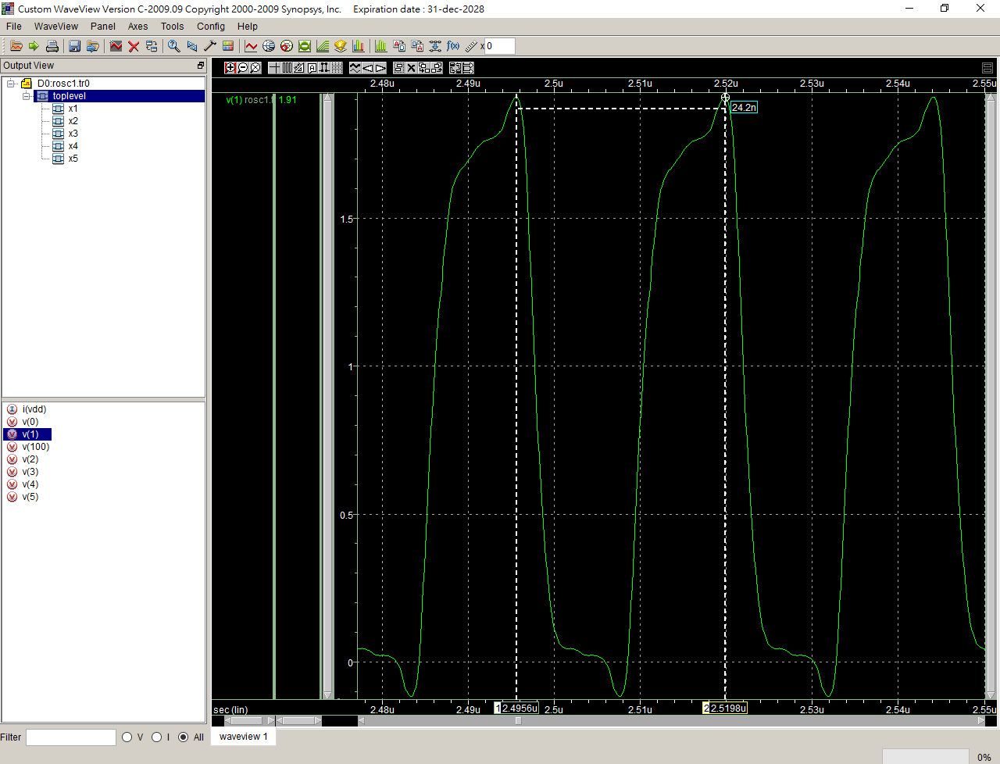 Custom WaveView Version C-2009.09 Copyright 2000-2009 Synopsys, Inc. Expiration date : 31-dec-2028
File WaveView Panel Axes Tools Config Help
f(x) x 0
Output View
D0:rosc1.tr0
toplevel
x1
x2
x3
x4
x5
i(vdd)
v(0)
v(1)
v(100)
v(2)
v(3)
v(4)
v(5)
Filter V I All
2.48u 2.49u 2.5u 2.51u 2.52u 2.53u 2.54u 2.55u
v(1) rosc1.t 1.91
24.2n
1.5
1
0.5
0
sec (lin) 2.48u 2.49u 1 2.4956u 2.5u 2.51u 2 2.5198u 2.53u 2.54u 2.55u
waveview 1
0%